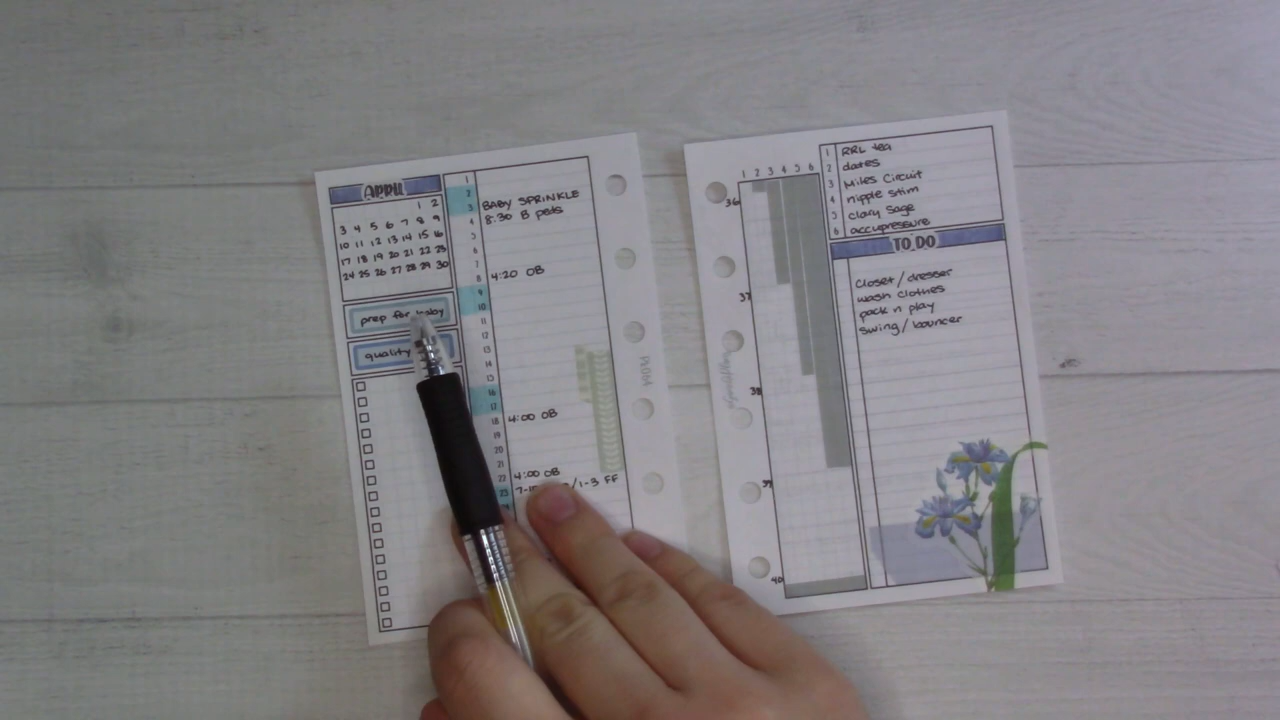 APRIL
1 2
3 4 5 6 7 8 9
10 11 12 13 14 15 16
17 18 19 20 21 22 23
24 25 26 27 28 29 30
prep for baby
quality
1
2
3 BABY SPRINKLE
4 8:30 B peds
5
6
7
8 4:20 OB
9
10
11
12
13
14
15
16
17
18 4:00 OB
19
20
21
22 4:00 OB
23 /1-3 FF
1 2 3 4 5 6
36
37
38
39
40
1 RRL tea
2 dates
3 Miles Circuit
4 nipple stim
5 clary sage
6 accupressure
TO DO
closet/dresser
wash clothes
pack n play
swing/bouncer